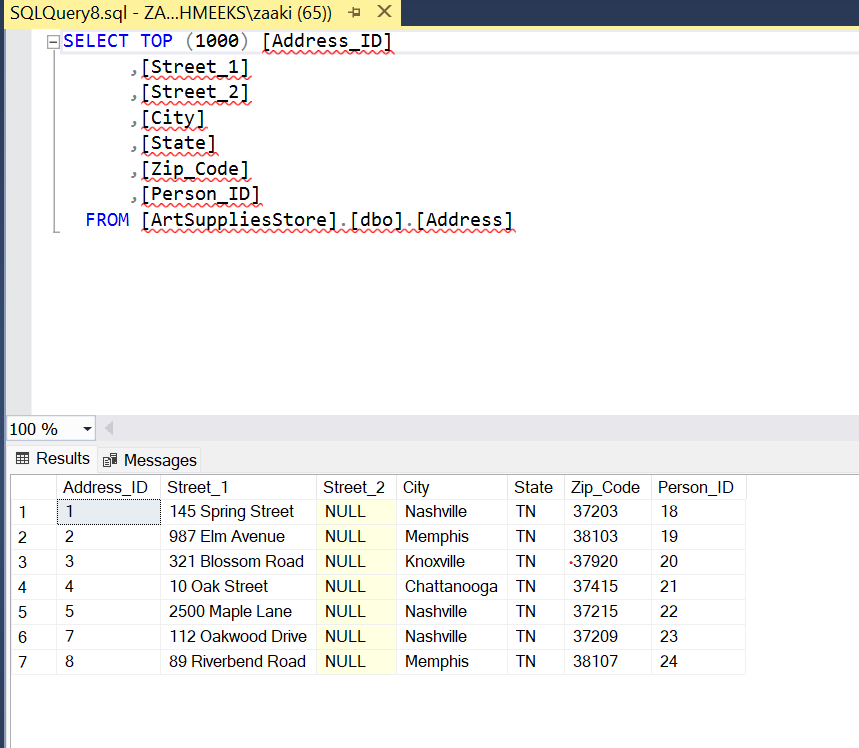 SQLQuery8.sql - ZA...HMEEKS\zaaki (65))
SELECT TOP (1000) [Address_ID]
,[Street_1]
,[Street_2]
,[City]
,[State]
,[Zip_Code]
,[Person_ID]
FROM [ArtSuppliesStore].[dbo].[Address]
100 %
Results Messages
Address_ID Street_1 Street_2 City State Zip_Code Person_ID
1 1 145 Spring Street NULL Nashville TN 37203 18
2 2 987 Elm Avenue NULL Memphis TN 38103 19
3 3 321 Blossom Road NULL Knoxville TN 37920 20
4 4 10 Oak Street NULL Chattanooga TN 37415 21
5 5 2500 Maple Lane NULL Nashville TN 37215 22
6 7 112 Oakwood Drive NULL Nashville TN 37209 23
7 8 89 Riverbend Road NULL Memphis TN 38107 24